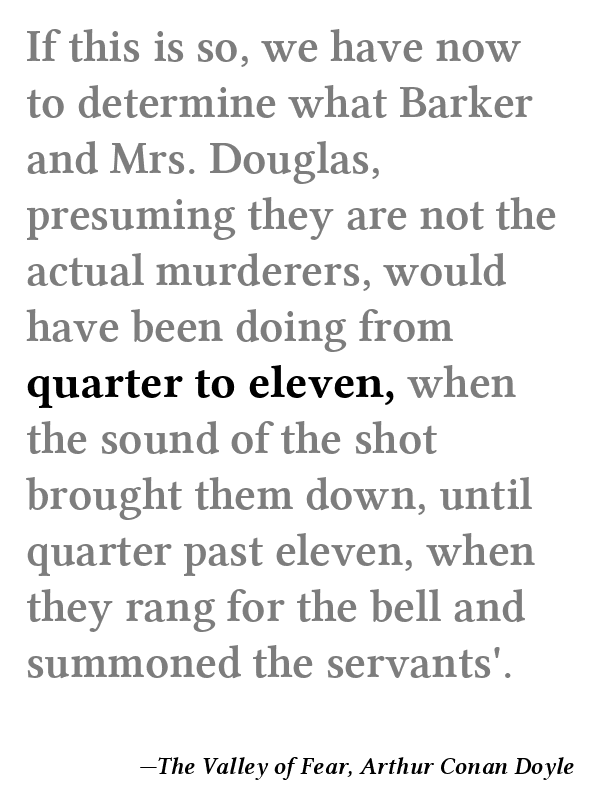 If this is so, we have now
to determine what Barker
and Mrs. Douglas,
presuming they are not the
actual murderers, would
have been doing from
quarter to eleven, when
the sound of the shot
brought them down, until
quarter past eleven, when
they rang for the bell and
summoned the servants'.
—The Valley of Fear, Arthur Conan Doyle